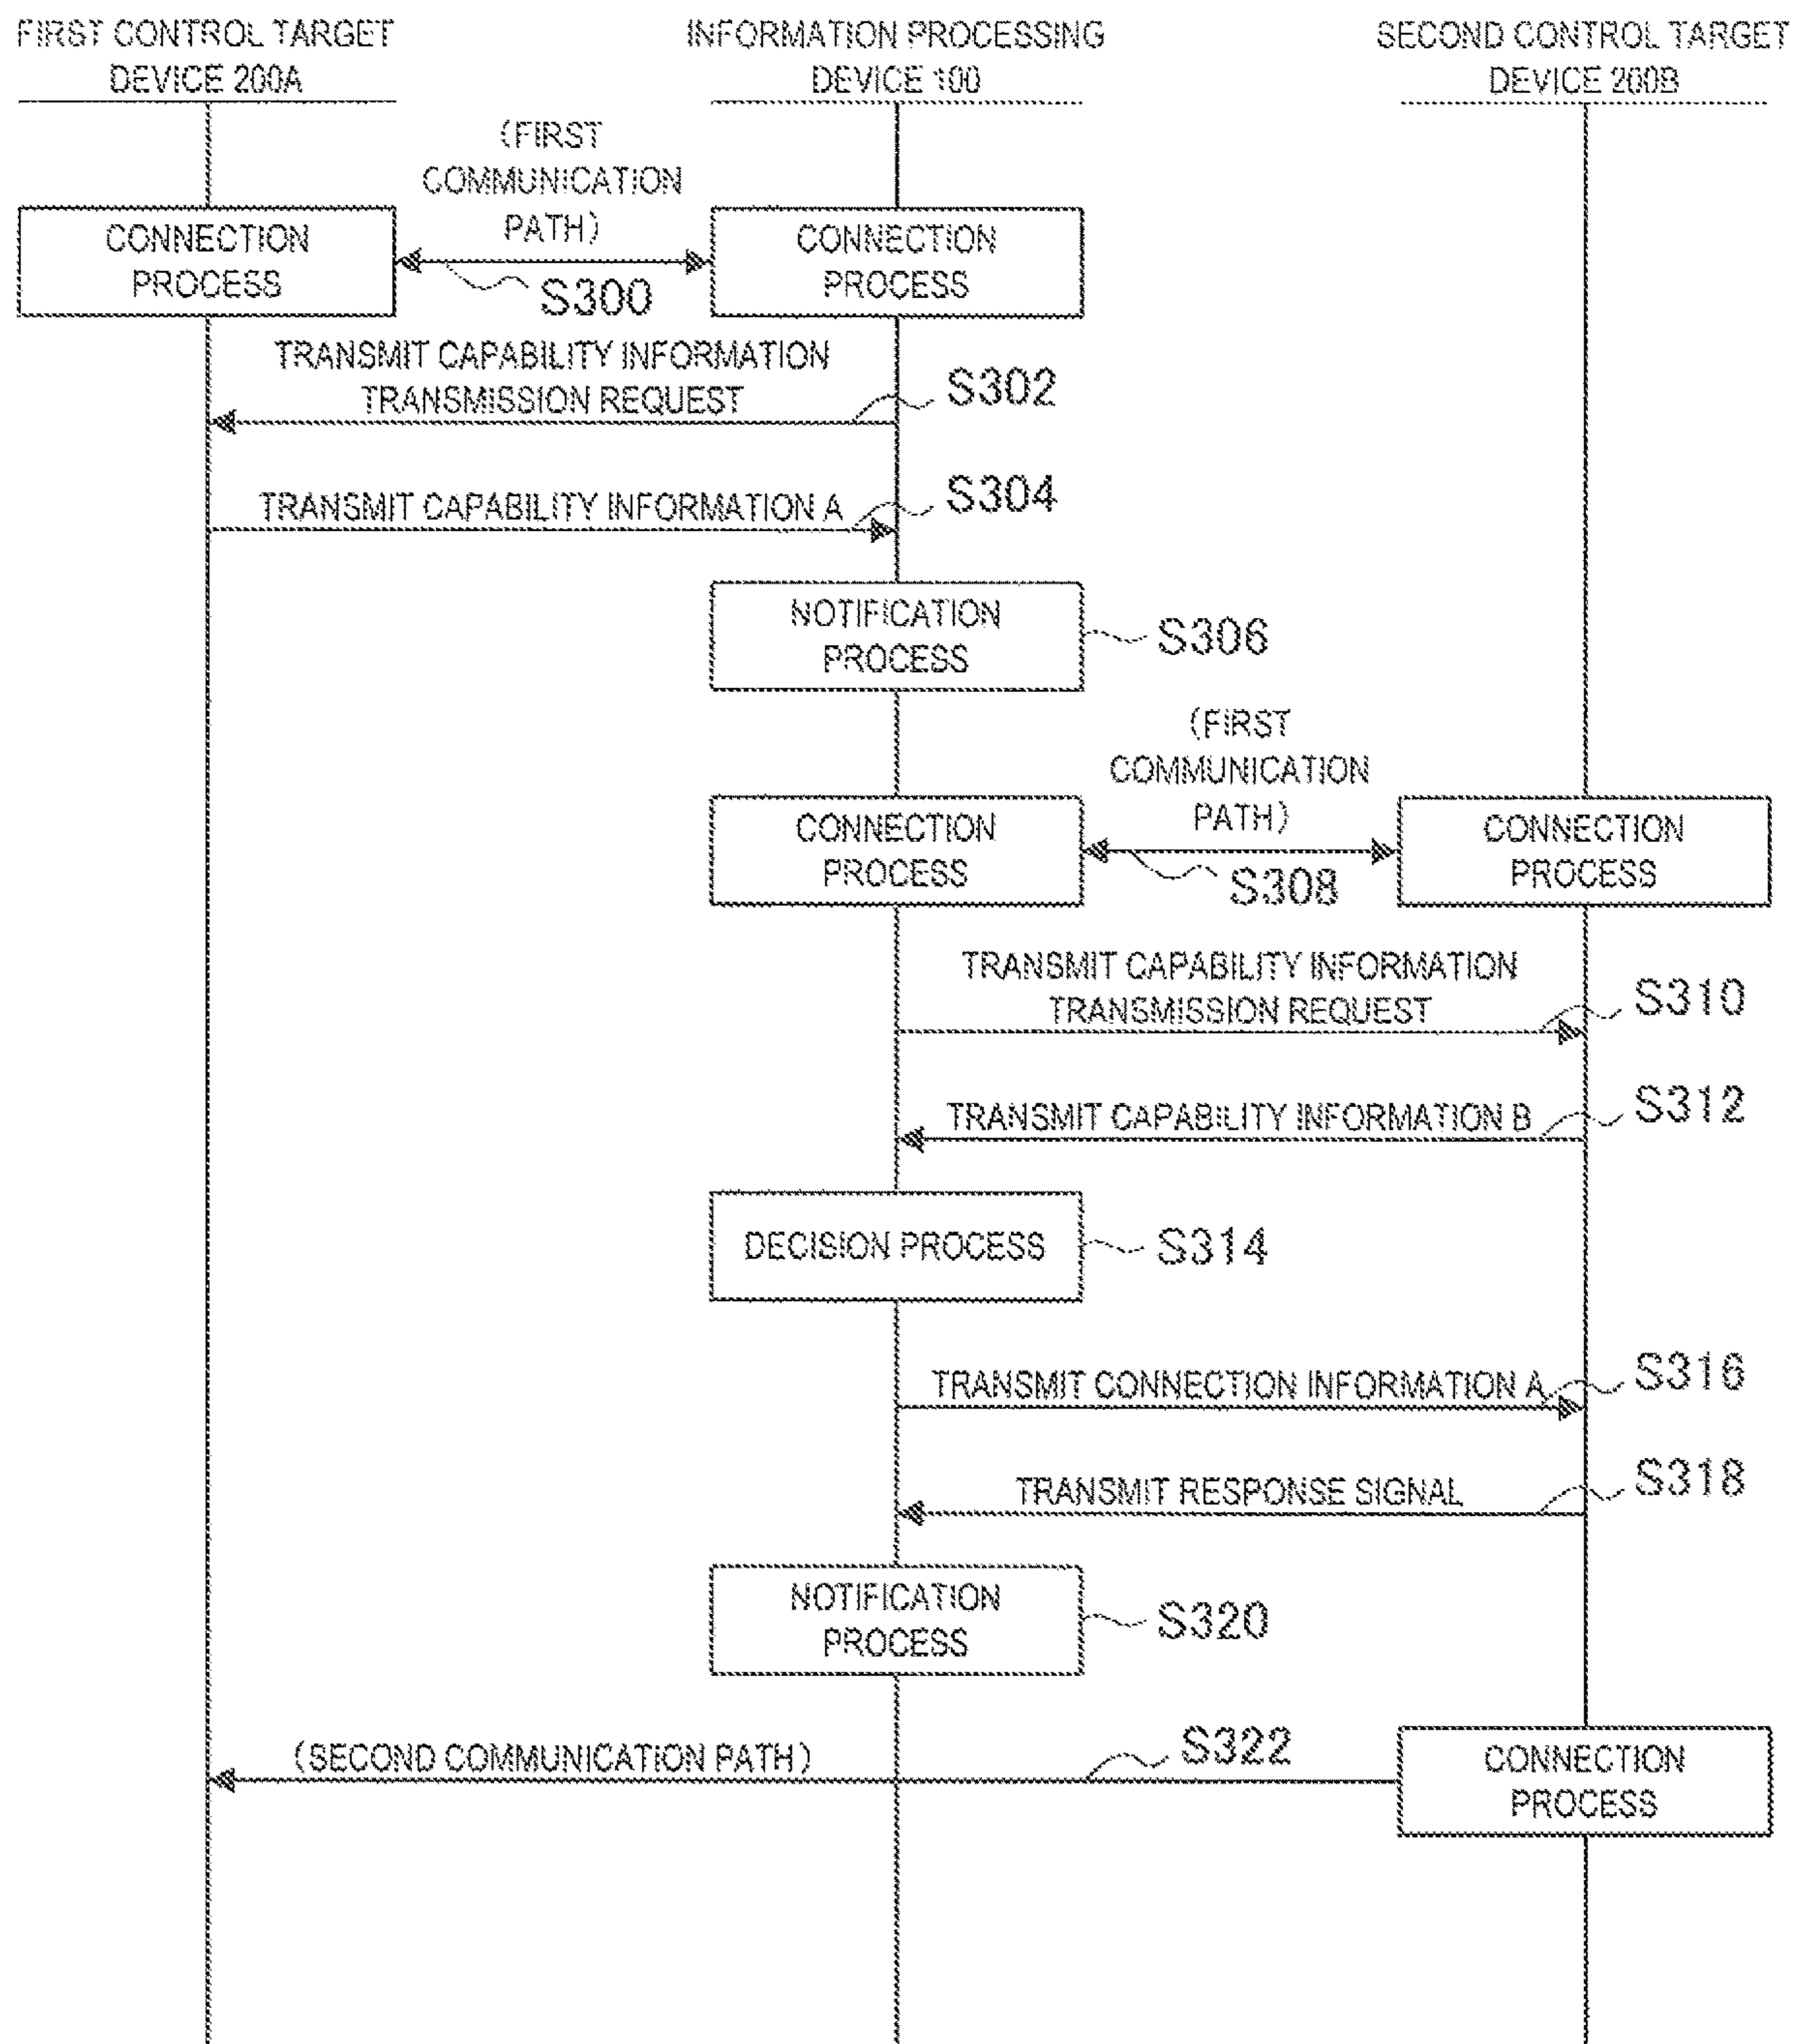 FIRST CONTROL TARGET
DEVICE 200A
INFORMATION PROCESSING
DEVICE 100
SECOND CONTROL TARGET
DEVICE 200B
(FIRST
COMMUNICATION
PATH)
CONNECTION
PROCESS
CONNECTION
PROCESS
S300
TRANSMIT CAPABILITY INFORMATION
TRANSMISSION REQUEST
S302
TRANSMIT CAPABILITY INFORMATION A
S304
NOTIFICATION
PROCESS
S306
(FIRST
COMMUNICATION
PATH)
CONNECTION
PROCESS
CONNECTION
PROCESS
S308
TRANSMIT CAPABILITY INFORMATION
TRANSMISSION REQUEST
S310
TRANSMIT CAPABILITY INFORMATION B
S312
DECISION PROCESS
S314
TRANSMIT CONNECTION INFORMATION A
S316
TRANSMIT RESPONSE SIGNAL
S318
NOTIFICATION
PROCESS
S320
(SECOND COMMUNICATION PATH)
S322
CONNECTION
PROCESS